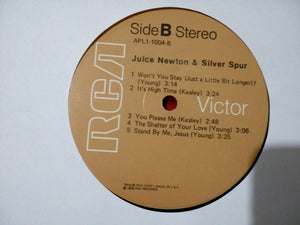 Side B Stereo
APL1-1004-B
Juice Newton & Silver Spur
1 Won't You Stay (Just a Little Bit Longer)?
(Young) 3:14
2 It's High Time (Kealey) 3:25
RCA Victor
3 You Please Me (Kealey) 2:48
4 The Shelter of Your Love (Young) 3:06
5 Stand By Me, Jesus (Young) 3:25